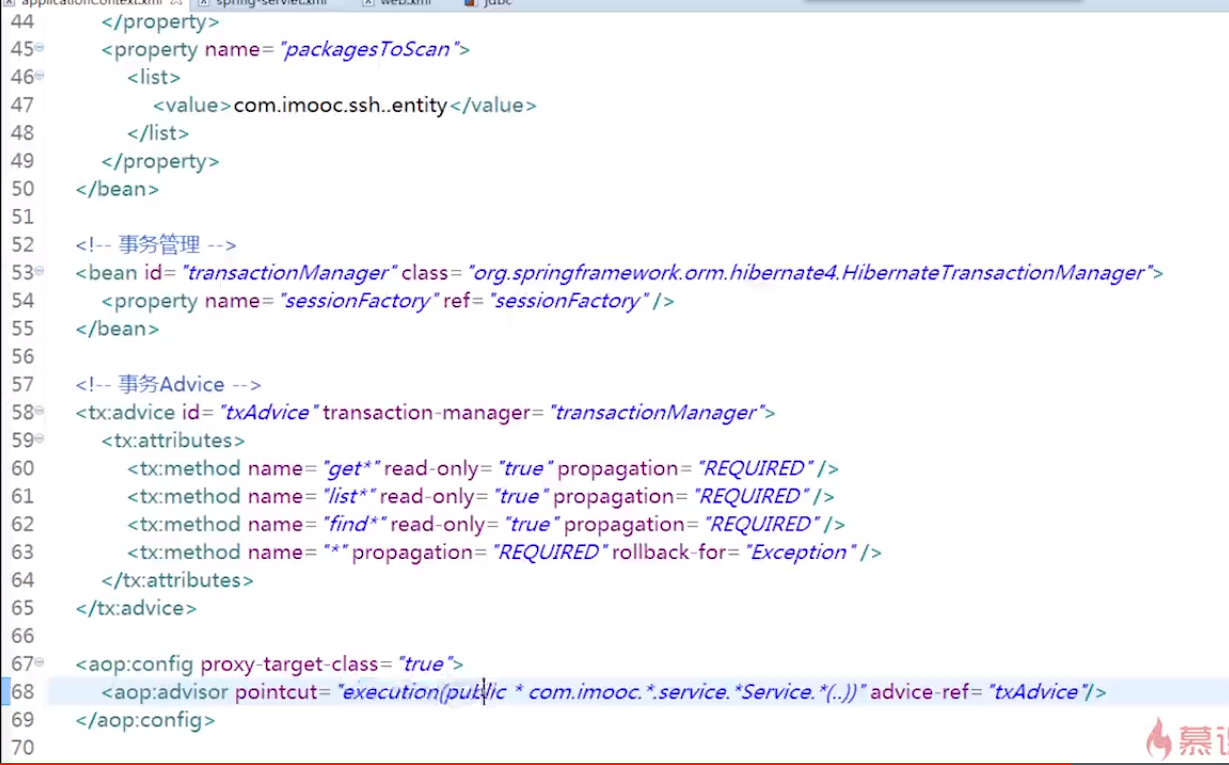 applicationContext.xml spring-servlet.xml web.xml jdbc
44 </property>
45 <property name="packagesToScan">
46 <list>
47 <value>com.imooc.ssh..entity</value>
48 </list>
49 </property>
50 </bean>
51
52 <!-- 事务管理 -->
53 <bean id="transactionManager" class="org.springframework.orm.hibernate4.HibernateTransactionManager">
54 <property name="sessionFactory" ref="sessionFactory"/>
55 </bean>
56
57 <!-- 事务Advice -->
58 <tx:advice id="txAdvice" transaction-manager="transactionManager">
59 <tx:attributes>
60 <tx:method name="get*" read-only="true" propagation="REQUIRED"/>
61 <tx:method name="list*" read-only="true" propagation="REQUIRED"/>
62 <tx:method name="find*" read-only="true" propagation="REQUIRED"/>
63 <tx:method name="*" propagation="REQUIRED" rollback-for="Exception"/>
64 </tx:attributes>
65 </tx:advice>
66
67 <aop:config proxy-target-class="true">
68 <aop:advisor pointcut="execution(public * com.imooc.*.service.*Service.*(..))" advice-ref="txAdvice"/>
69 </aop:config>
70
慕